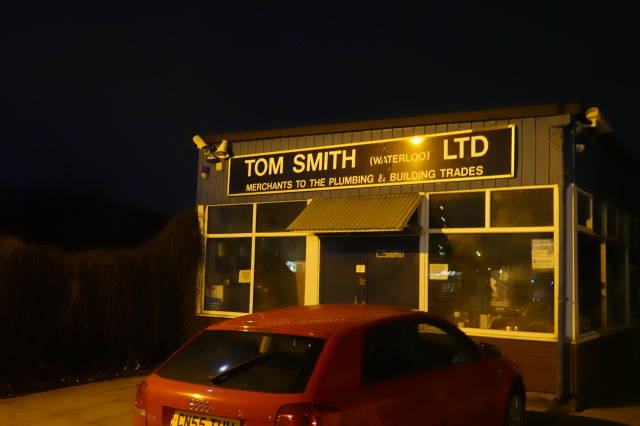 TOM SMITH (WATERLOO) LTD
MERCHANTS TO THE PLUMBING & BUILDING TRADES